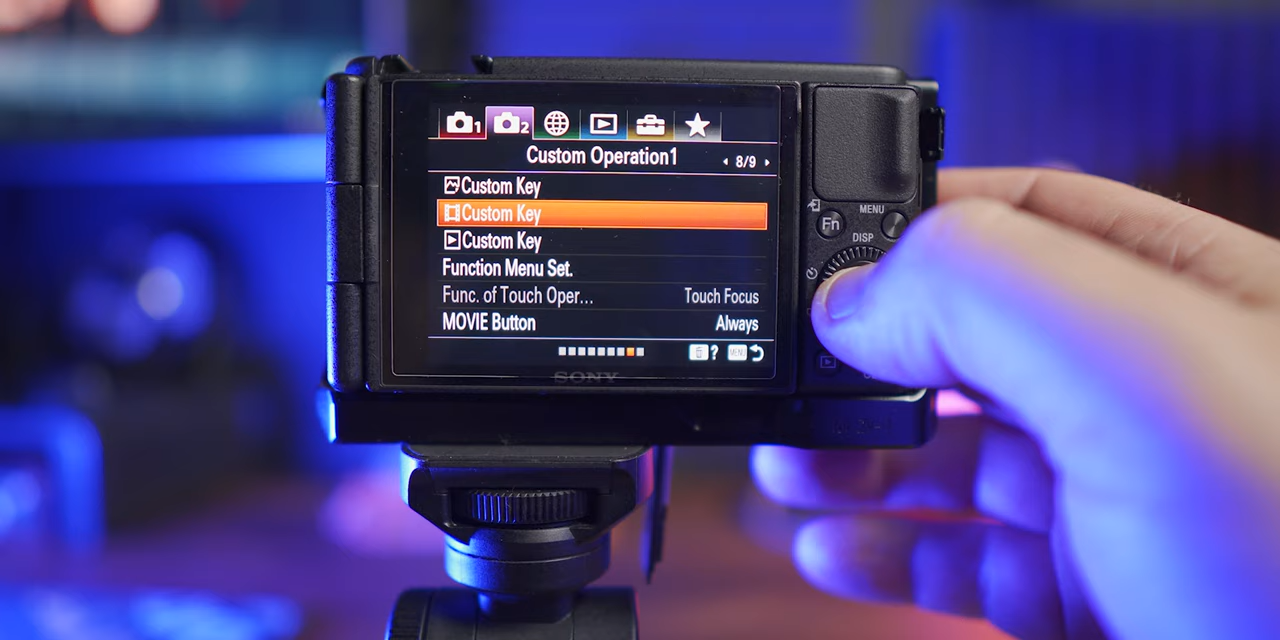 1 2
Custom Operation1 8/9
Custom Key
Custom Key
Custom Key
Function Menu Set.
Func. of Touch Oper... Touch Focus
MOVIE Button Always
? MENU
SONY
MENU
Fn
DISP